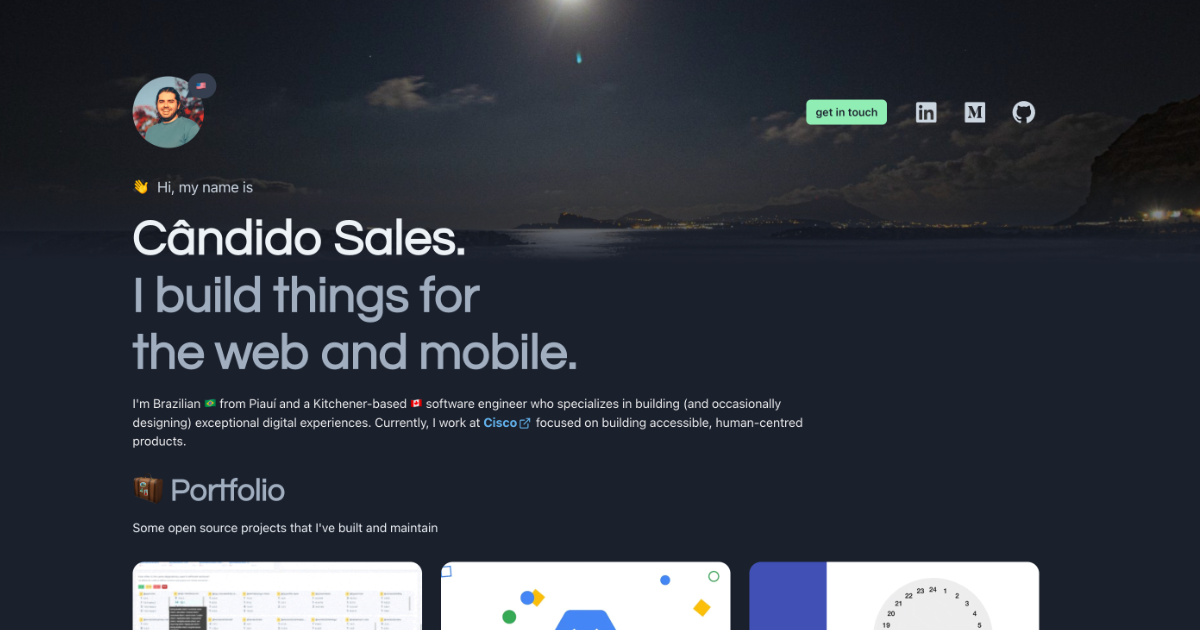 get in touch
in
M
👋 Hi, my name is
Cândido Sales.
I build things for
the web and mobile.
I'm Brazilian 🇧🇷 from Piauí and a Kitchener-based 🇨🇦 software engineer who specializes in building (and occasionally
designing) exceptional digital experiences. Currently, I work at Cisco focused on building accessible, human-centred
products.
Portfolio
Some open source projects that I've built and maintain
22 23 24 1 2
21 3
20 4
19 5